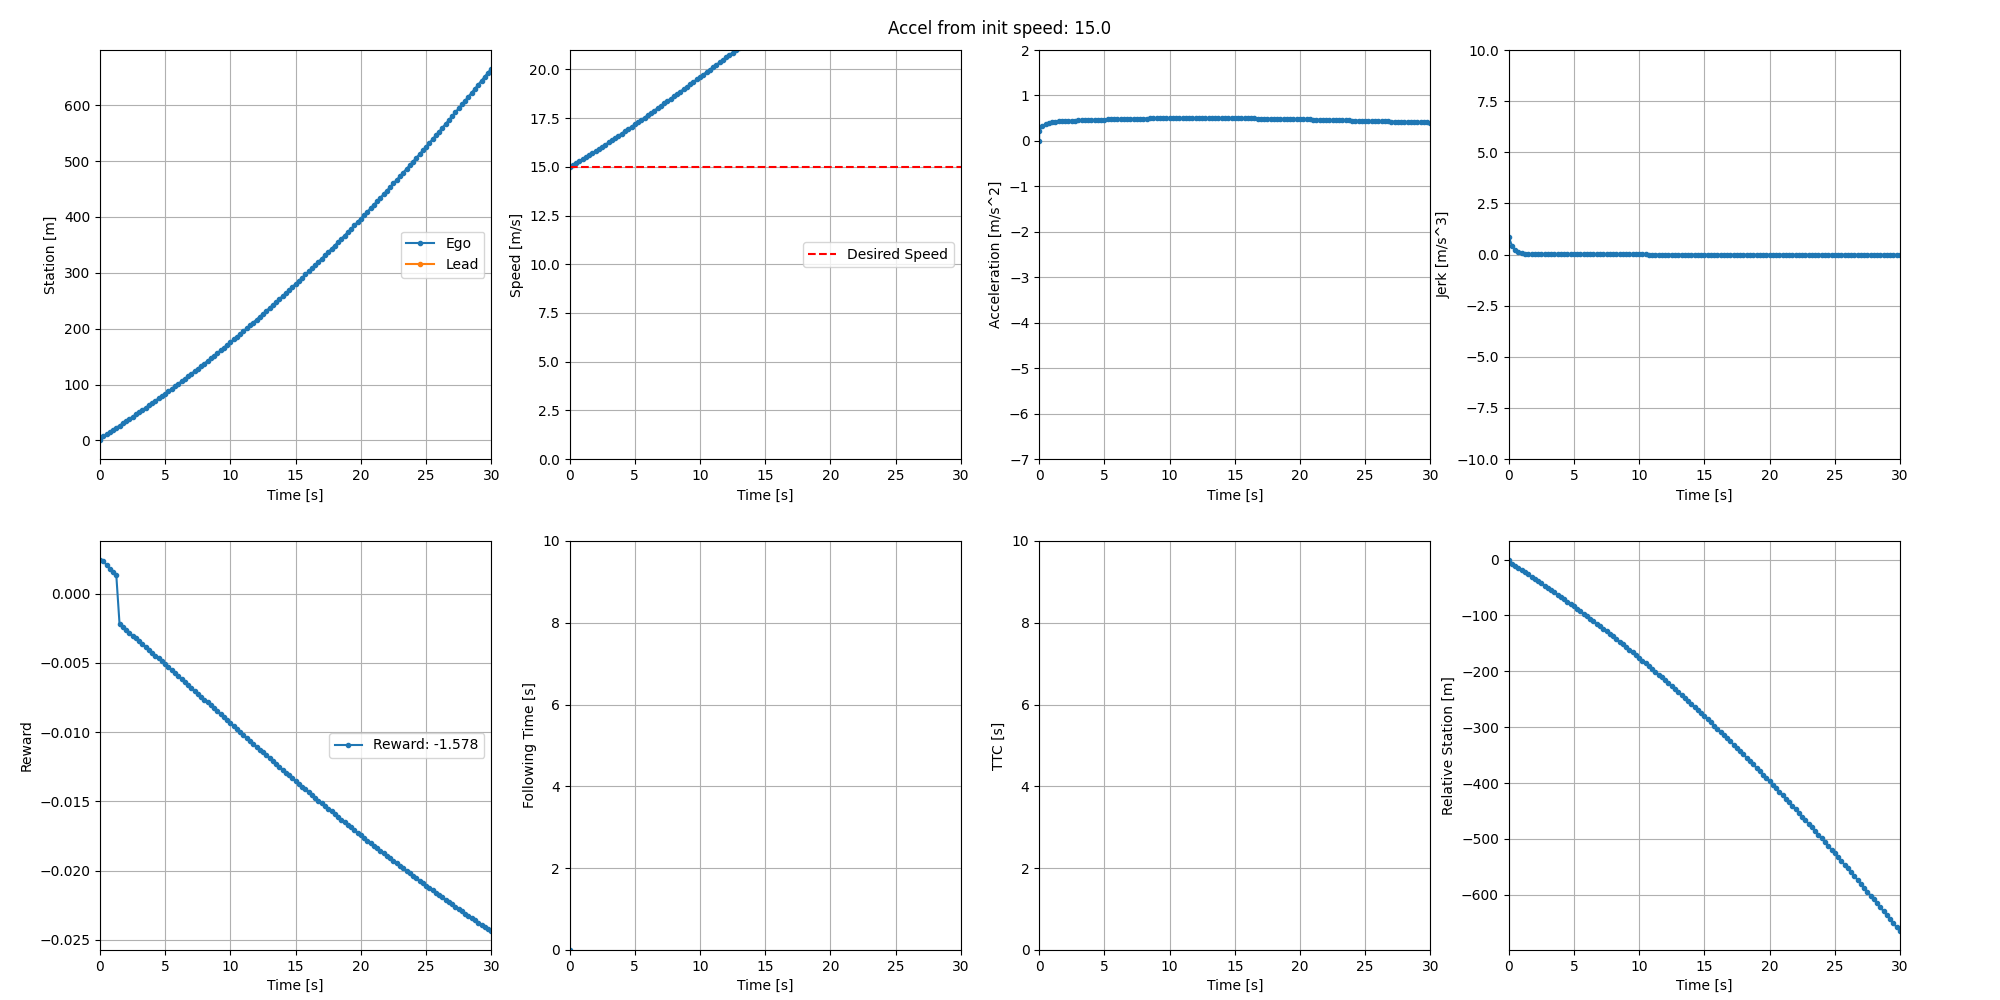 Accel from init speed: 15.0
Station [m]
600
500
400
300
200
100
0
0 5 10 15 20 25 30
Time [s]
Ego
Lead
Speed [m/s]
20.0
17.5
15.0
12.5
10.0
7.5
5.0
2.5
0.0
0 5 10 15 20 25 30
Time [s]
Desired Speed
Acceleration [m/s^2]
2
1
0
−1
−2
−3
−4
−5
−6
−7
0 5 10 15 20 25 30
Time [s]
Jerk [m/s^3]
10.0
7.5
5.0
2.5
0.0
−2.5
−5.0
−7.5
−10.0
0 5 10 15 20 25 30
Time [s]
Reward
0.000
−0.005
−0.010
−0.015
−0.020
−0.025
0 5 10 15 20 25 30
Time [s]
Reward: -1.578
Following Time [s]
10
8
6
4
2
0
0 5 10 15 20 25 30
Time [s]
TTC [s]
10
8
6
4
2
0
0 5 10 15 20 25 30
Time [s]
Relative Station [m]
0
−100
−200
−300
−400
−500
−600
0 5 10 15 20 25 30
Time [s]